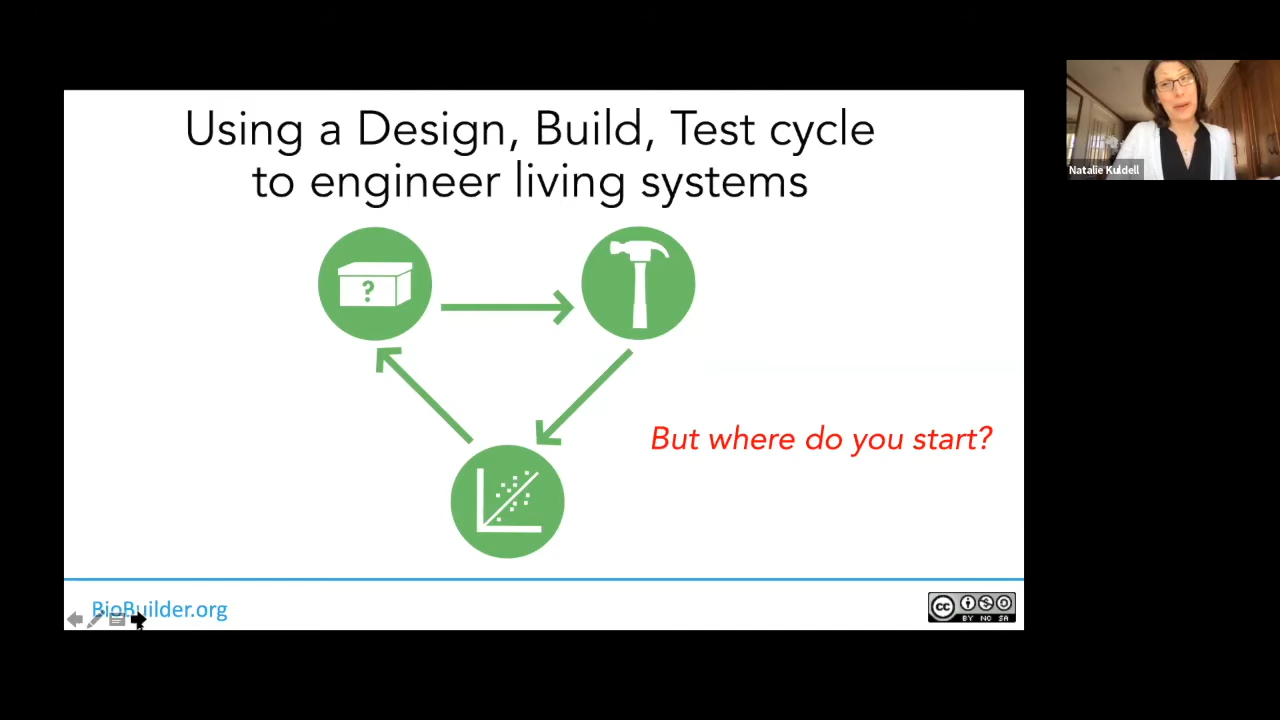 Using a Design, Build, Test cycle
to engineer living systems
?
Natalie Kuldell
But where do you start?
BioBuilder.org
cc
BY NC SA